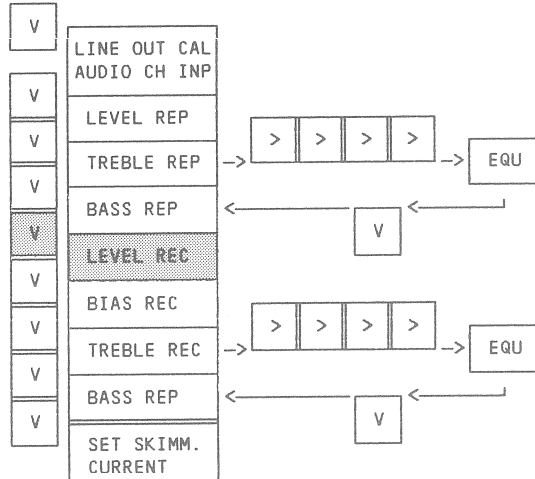 V
LINE OUT CAL
AUDIO CH INP
V
LEVEL REP
V
> > > >
TREBLE REP
EQU
V
BASS REP
V
V
LEVEL REC
V
BIAS REC
V
> > > >
TREBLE REC
EQU
V
BASS REP
V
V
SET SKIMM.
CURRENT